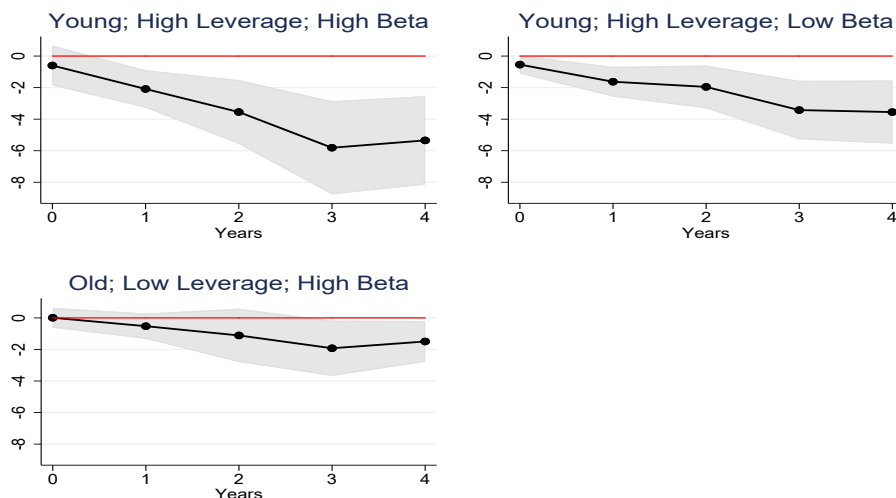 Young; High Leverage; High Beta
0
-2
-4
-6
-8
0 1 2 3 4
Years
Young; High Leverage; Low Beta
0
-2
-4
-6
-8
0 1 2 3 4
Years
Old; Low Leverage; High Beta
0
-2
-4
-6
-8
0 1 2 3 4
Years